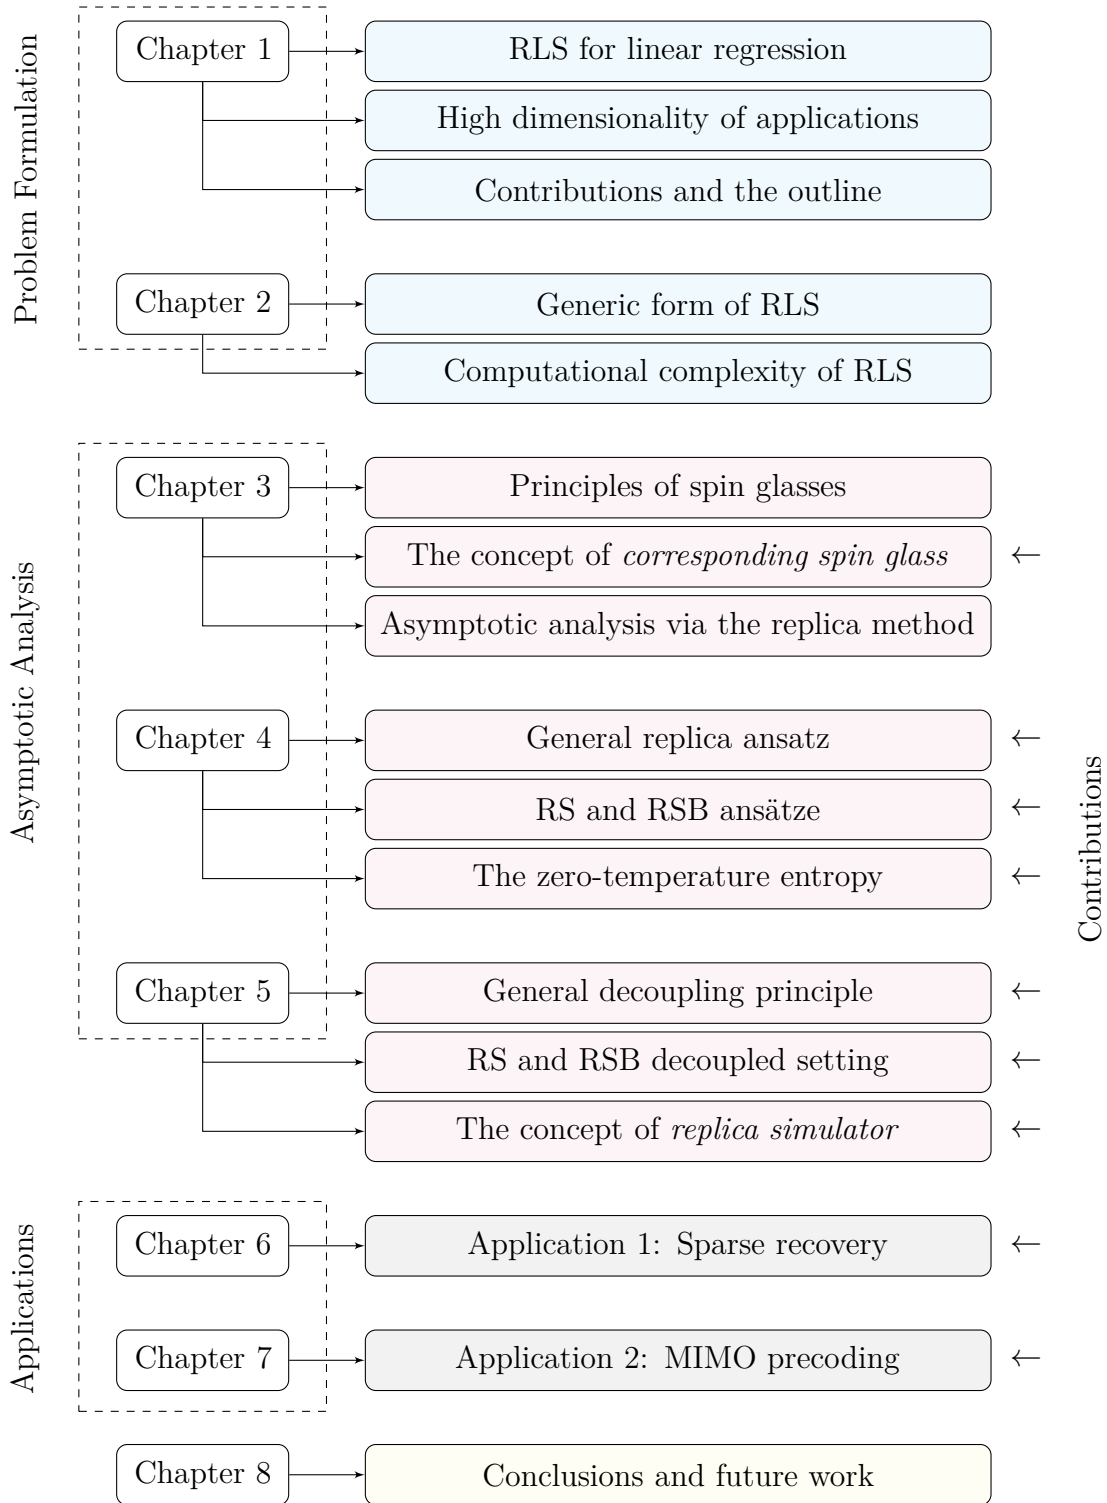 Problem Formulation
Chapter 1
RLS for linear regression
High dimensionality of applications
Contributions and the outline
Chapter 2
Generic form of RLS
Computational complexity of RLS
Asymptotic Analysis
Chapter 3
Principles of spin glasses
The concept of corresponding spin glass
←
Asymptotic analysis via the replica method
Chapter 4
General replica ansatz
←
RS and RSB ansätze
←
The zero-temperature entropy
←
Chapter 5
General decoupling principle
←
RS and RSB decoupled setting
←
The concept of replica simulator
←
Contributions
Applications
Chapter 6
Application 1: Sparse recovery
←
Chapter 7
Application 2: MIMO precoding
←
Chapter 8
Conclusions and future work